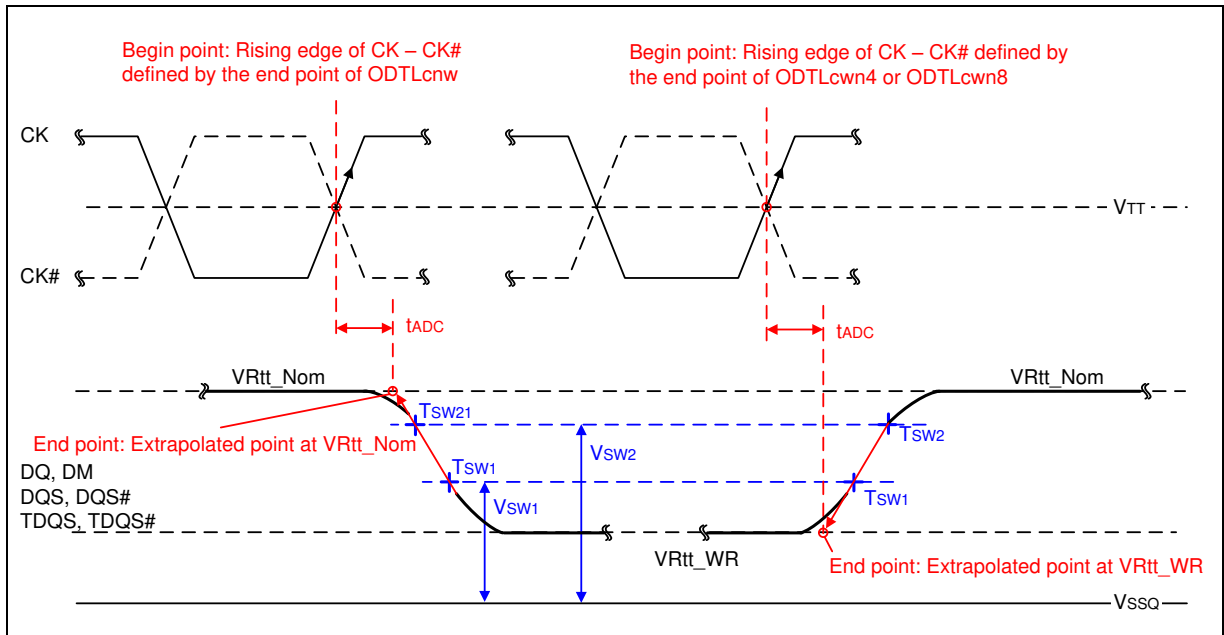 Begin point: Rising edge of CK – CK#
defined by the end point of ODTLcnw
Begin point: Rising edge of CK – CK# defined by
the end point of ODTLcwn4 or ODTLcwn8
CK
VTT
CK#
tADC
tADC
VRtt_Nom
VRtt_Nom
TSW21
End point: Extrapolated point at VRtt_Nom
VSW2
TSW2
DQ, DM
TSW1
DQS, DQS#
VSW1
TSW1
TDQS, TDQS#
VRtt_WR
End point: Extrapolated point at VRtt_WR
VSSQ